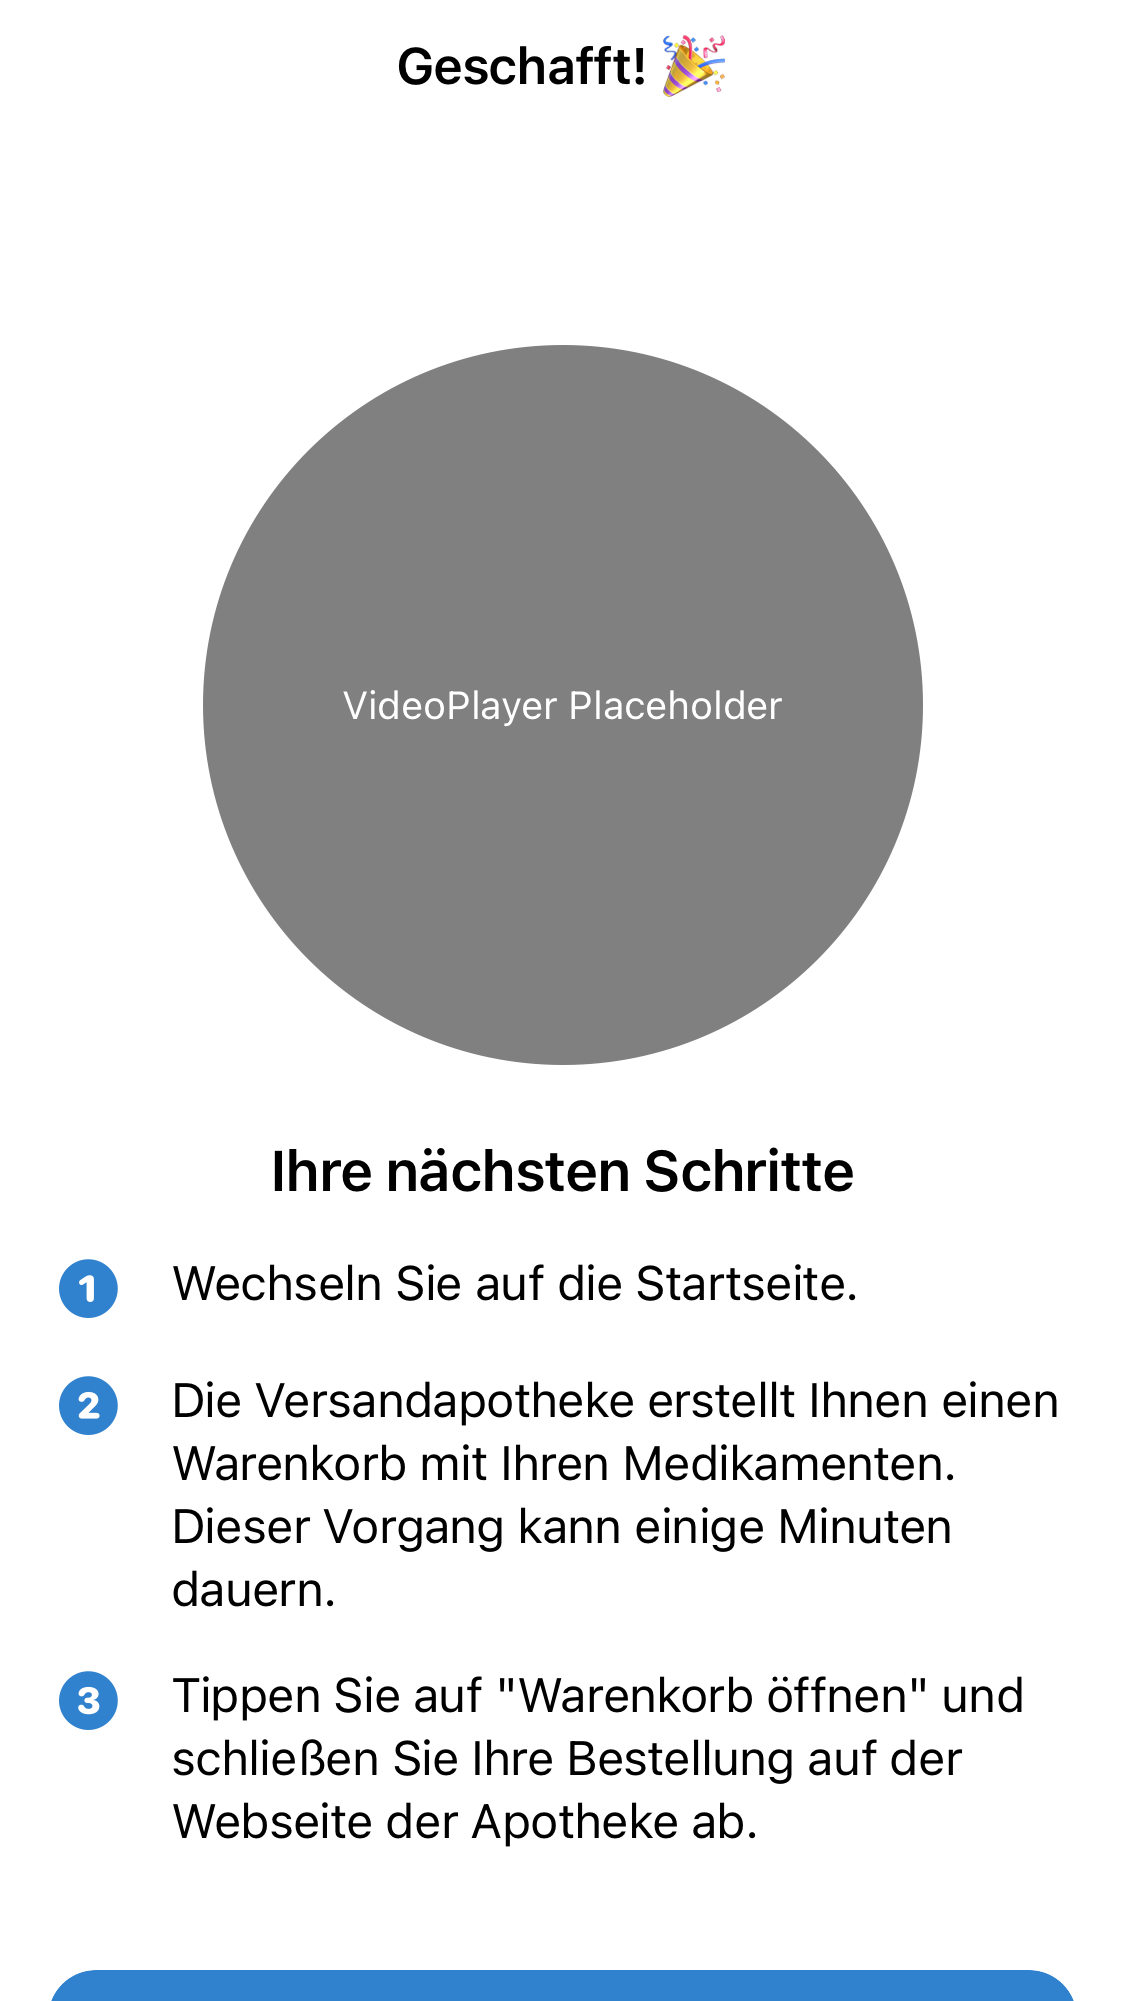 Geschafft! 🎉
VideoPlayer Placeholder
Ihre nächsten Schritte
1 Wechseln Sie auf die Startseite.
2 Die Versandapotheke erstellt Ihnen einen
Warenkorb mit Ihren Medikamenten.
Dieser Vorgang kann einige Minuten
dauern.
3 Tippen Sie auf "Warenkorb öffnen" und
schließen Sie Ihre Bestellung auf der
Webseite der Apotheke ab.